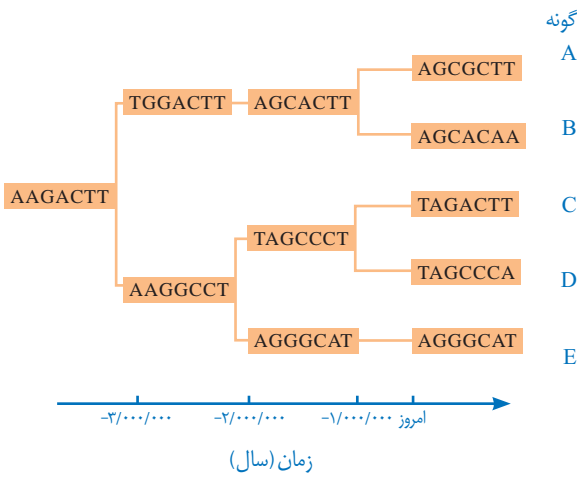 گونه
A
AGCGCTT
TGGACTT
AGCACTT
B
AGCACAA
AAGACTT
C
TAGACTT
TAGCCCT
D
TAGCCCA
AAGGCCT
E
AGGGCAT
AGGGCAT
-۳/۰۰۰/۰۰۰
-۲/۰۰۰/۰۰۰
-۱/۰۰۰/۰۰۰
امروز
زمان (سال)